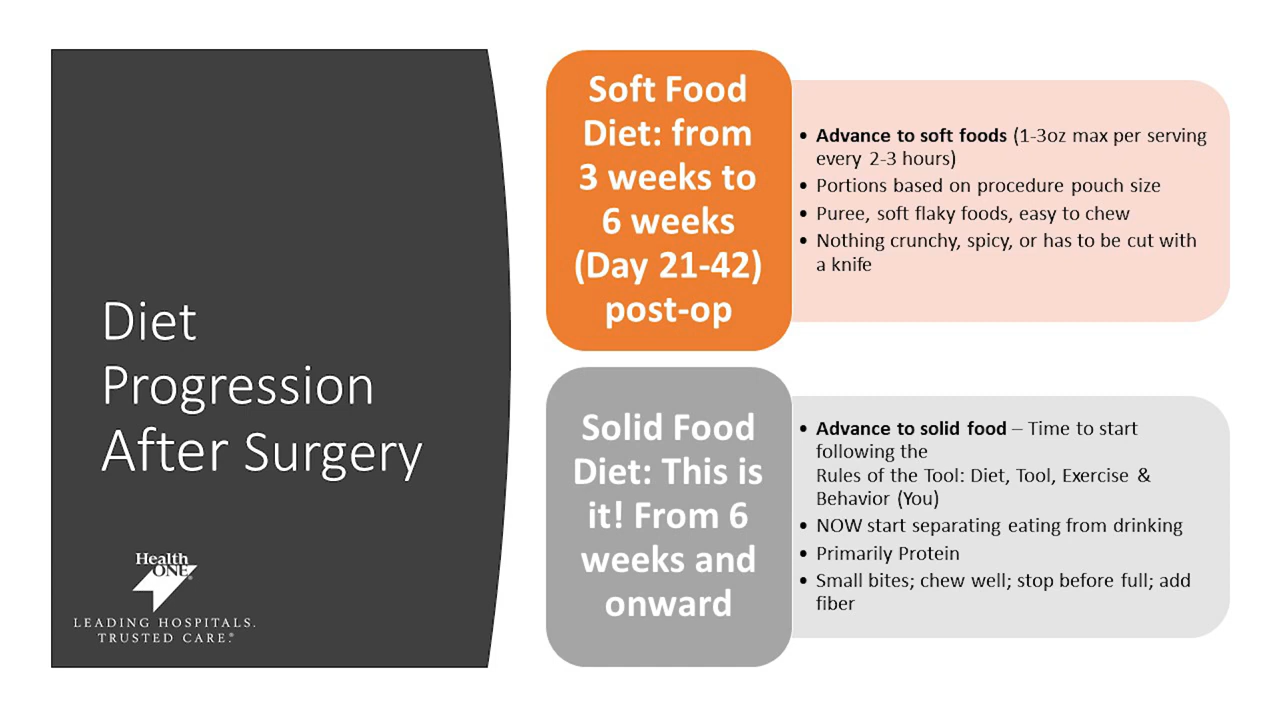 Diet
Progression
After Surgery
Health
ONE®
LEADING HOSPITALS.
TRUSTED CARE.®
Soft Food
Diet: from
3 weeks to
6 weeks
(Day 21-42)
post-op
• Advance to soft foods (1-3oz max per serving
every 2-3 hours)
• Portions based on procedure pouch size
• Puree, soft flaky foods, easy to chew
• Nothing crunchy, spicy, or has to be cut with
a knife
Solid Food
Diet: This is
it! From 6
weeks and
onward
• Advance to solid food – Time to start
following the
Rules of the Tool: Diet, Tool, Exercise &
Behavior (You)
• NOW start separating eating from drinking
• Primarily Protein
• Small bites; chew well; stop before full; add
fiber